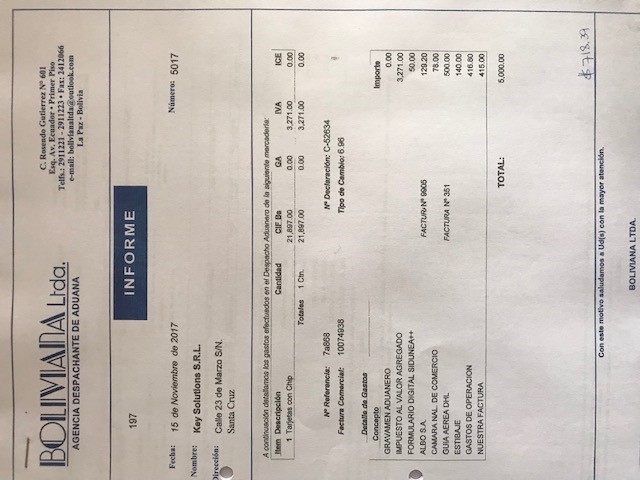 BOLIVIANA Ltda.
AGENCIA DESPACHANTE DE ADUANA
C. Rosendo Gutierrez Nº 601
Esq. Av. Ecuador • Primer Piso
Telfs.: 2911221 - 2911223 • Fax: 2412066
e-mail: bolivianaltda@outlook.com
La Paz - Bolivia
197
INFORME
Fecha: 15 de Noviembre de 2017
Número: 5017
Nombre: Key Solutions S.R.L.
Dirección: Calle 23 de Marzo S/N.
Santa Cruz
A continuación detallamos los gastos efectuados en el Despacho Aduanero de la siguiente mercadería:
Item Descripción Cantidad CIF.Bs GA IVA ICE
1 Tarjetas con Chip 21,897.00 0.00 3,271.00 0.00
Totales 1 Ctn. 21,897.00 0.00 3,271.00 0.00
Nº Referencia: 7a868 Nº Declaración: C-52634
Factura Comercial: 10074938 Tipo de Cambio: 6.96
Detalle de Gastos
Concepto Importe
GRAVAMEN ADUANERO 0.00
IMPUESTO AL VALOR AGREGADO 3,271.00
FORMULARIO DIGITAL SIDUNEA++ 50.00
ALBO S.A. FACTURA Nº 9905 129.20
CAMARA NAL. DE COMERCIO 78.00
GUIA AEREA DHL FACTURA Nº 351 500.00
ESTIBAJE 140.00
GASTOS DE OPERACION 416.80
NUESTRA FACTURA 415.00
TOTAL: 5,000.00
$ 718.39
Con este motivo saludamos a Ud(s) con la mayor atención.
BOLIVIANA LTDA.